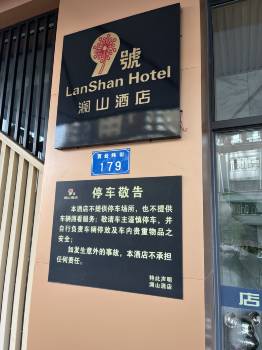 9號
LanShan Hotel
澜山酒店
179
停车敬告
本酒店不提供停车场所，也不提供
车辆照看服务；敬请车主谨慎停车，并
自行负责车辆停放及车内贵重物品之
安全；
如发生意外的事故，本酒店不承担
任何责任。
特此声明
澜山酒店
店